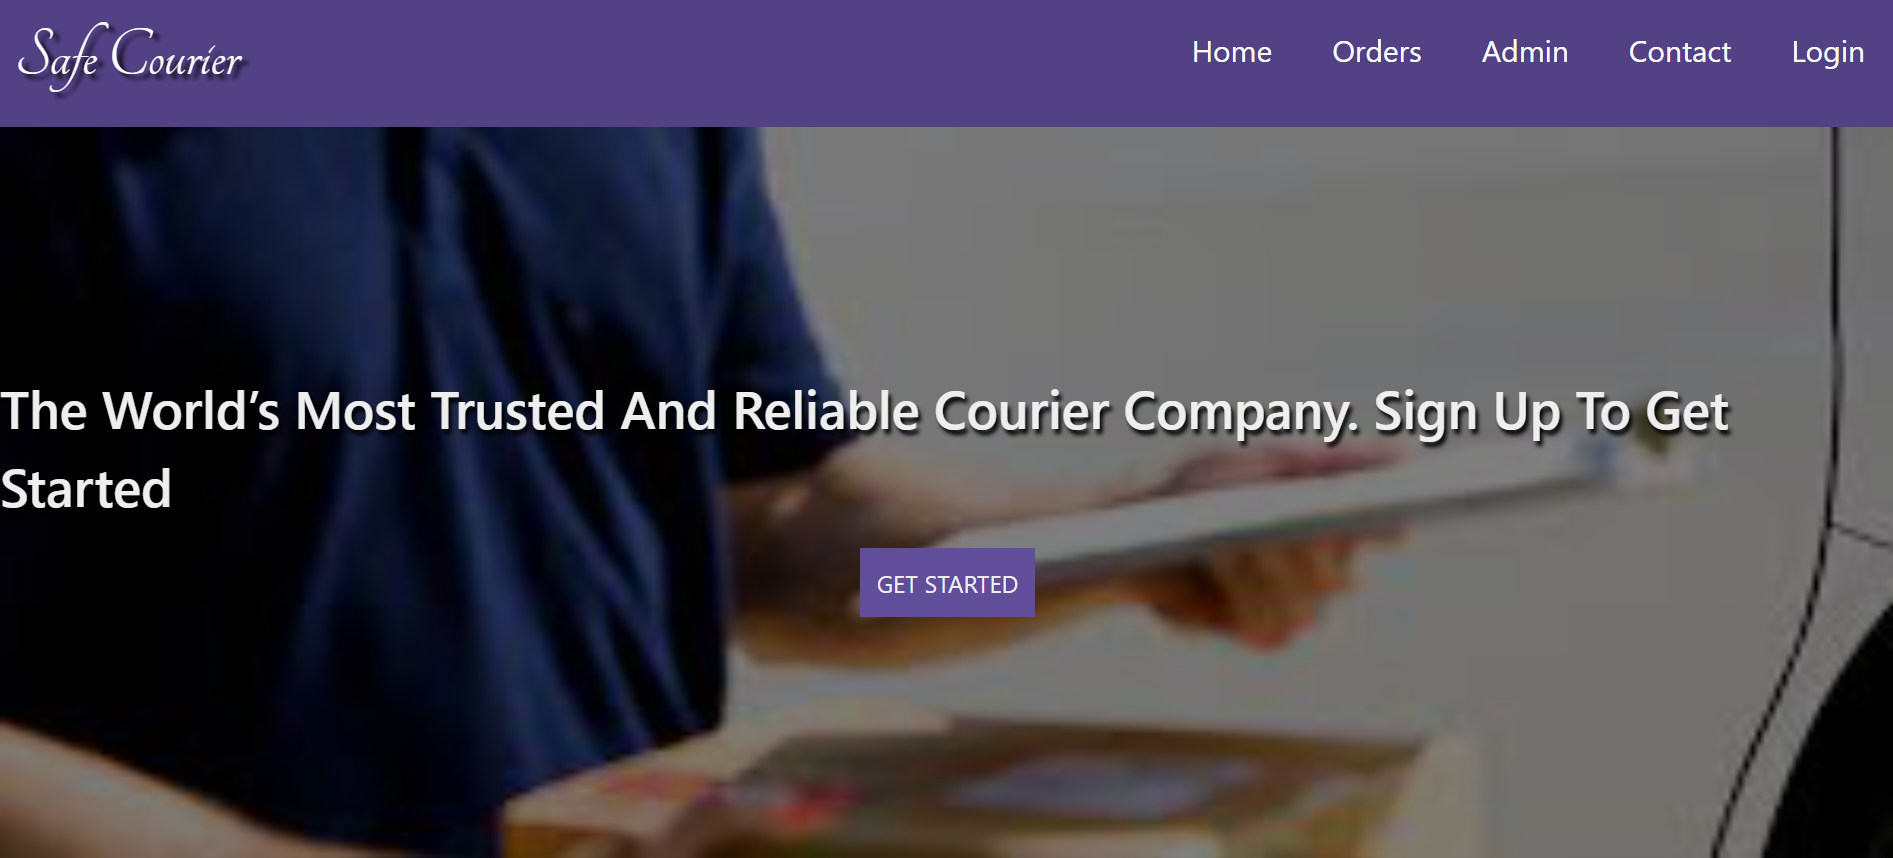 Safe Courier
Home Orders Admin Contact Login
The World’s Most Trusted And Reliable Courier Company. Sign Up To Get
Started
GET STARTED